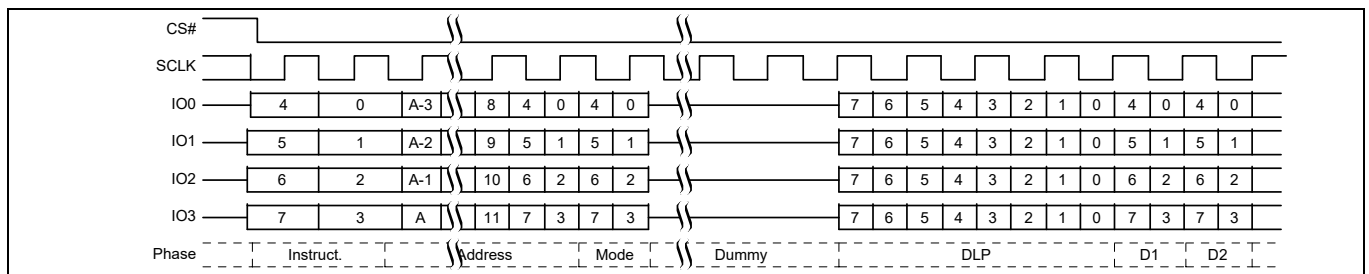 CS#
SCLK
IO0 4 0 A-3 8 4 0 4 0 7 6 5 4 3 2 1 0 4 0 4 0
IO1 5 1 A-2 9 5 1 5 1 7 6 5 4 3 2 1 0 5 1 5 1
IO2 6 2 A-1 10 6 2 6 2 7 6 5 4 3 2 1 0 6 2 6 2
IO3 7 3 A 11 7 3 7 3 7 6 5 4 3 2 1 0 7 3 7 3
Phase Instruct. Address Mode Dummy DLP D1 D2